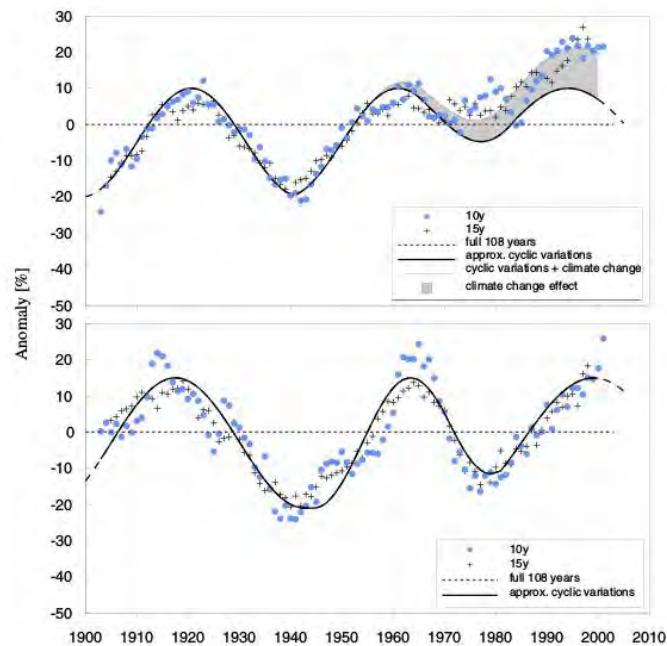 30
20
10
0
-10
-20
-30
-40
-50
10y
15y
full 108 years
approx. cyclic variations
cyclic variations + climate change
climate change effect
Anomaly [%]
30
20
10
0
-10
-20
-30
-40
-50
10y
15y
full 108 years
approx. cyclic variations
1900 1910 1920 1930 1940 1950 1960 1970 1980 1990 2000 2010